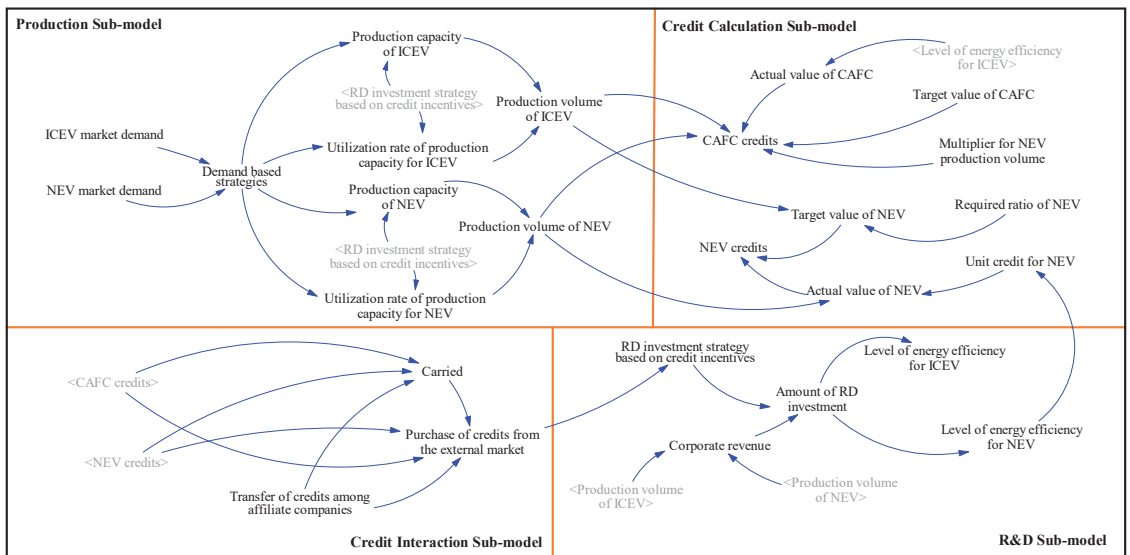 Production Sub-model
Production capacity
of ICEV
<RD investment strategy
based on credit incentives>
Production volume
of ICEV
ICEV market demand
Utilization rate of production
capacity for ICEV
Demand based
strategies
NEV market demand
Production capacity
of NEV
Production volume of NEV
<RD investment strategy
based on credit incentives>
Utilization rate of production
capacity for NEV
Credit Calculation Sub-model
<Level of energy efficiency
for ICEV>
Actual value of CAFC
Target value of CAFC
CAFC credits
Multiplier for NEV
production volume
Target value of NEV
Required ratio of NEV
NEV credits
Unit credit for NEV
Actual value of NEV
<CAFC credits>
Carried
Purchase of credits from
the external market
<NEV credits>
Transfer of credits among
affiliate companies
Credit Interaction Sub-model
RD investment strategy
based on credit incentives
Level of energy efficiency
for ICEV
Amount of RD
investment
Corporate revenue
Level of energy efficiency
for NEV
<Production volume
of ICEV>
<Production volume
of NEV>
R&D Sub-model